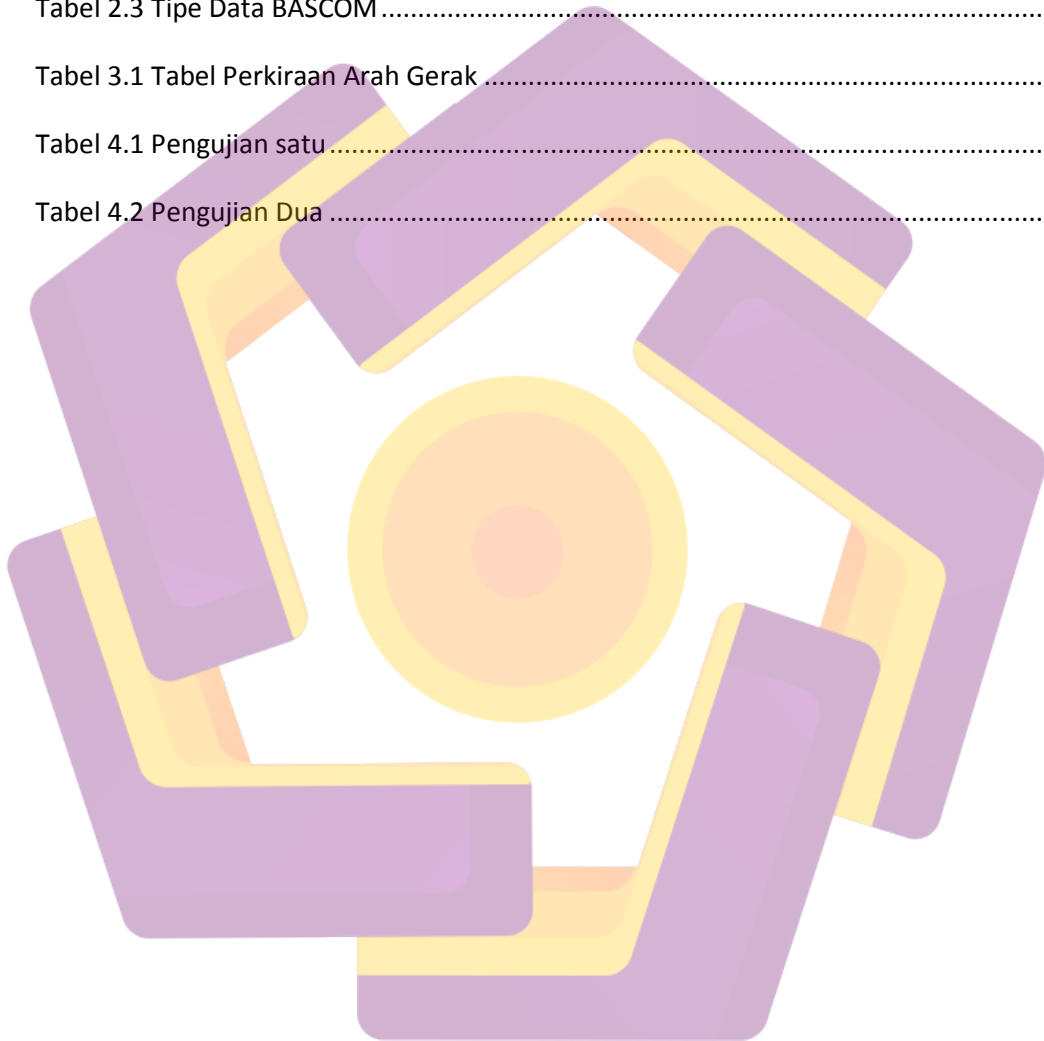 Tabel 2.3 Tipe Data BASCOM ........................................................................................................
Tabel 3.1 Tabel Perkiraan Arah Gerak ........................................................................................
Tabel 4.1 Pengujian satu ...............................................................................................................
Tabel 4.2 Pengujian Dua ...............................................................................................................